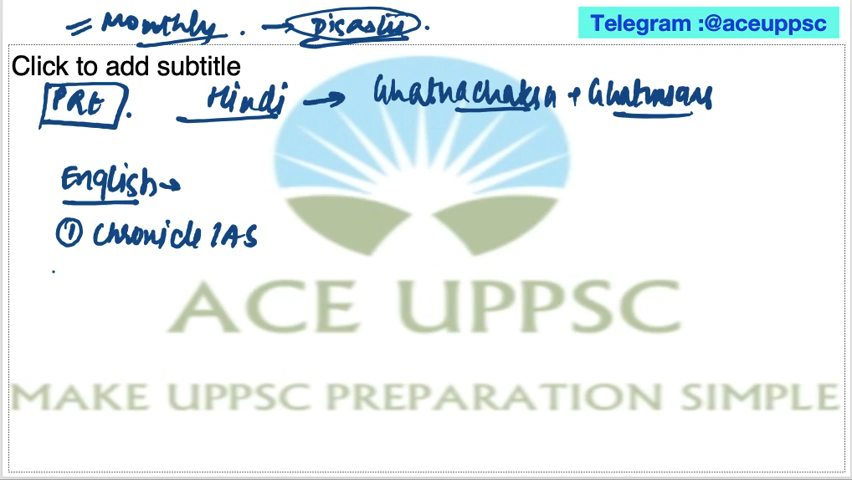 = Monthly. → Disaster.
Telegram :@aceuppsc
Click to add subtitle
PRE. Hindi → Ghatnachakra + Ghatnasar
English →
① Chronicle IAS
ACE UPPSC
MAKE UPPSC PREPARATION SIMPLE